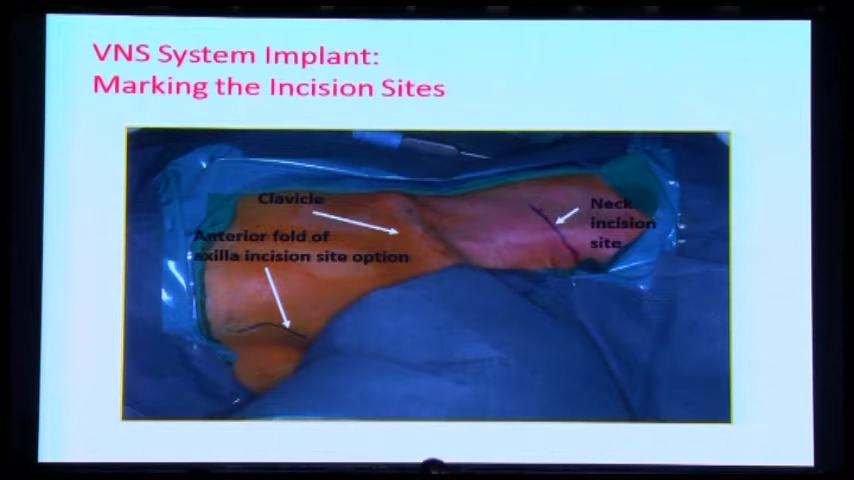 VNS System Implant:
Marking the Incision Sites
Clavicle
Anterior fold of
axilla incision site option
Neck
incision
site